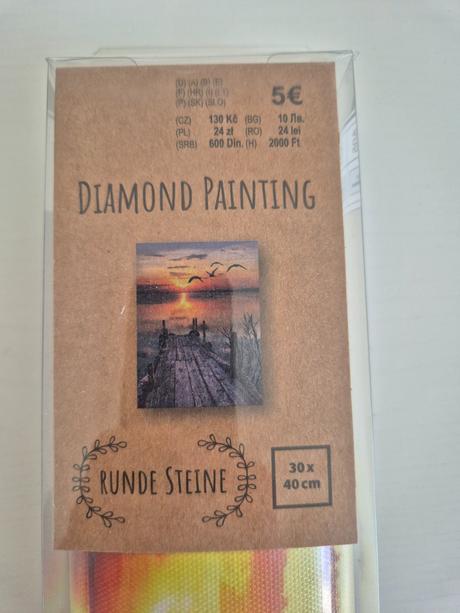 (D) (A) (B) (E)
(F) (HR) (I) (LT)
(P) (SK) (SLO)
5€
(CZ) 130 Kč (BG) 10 Лв.
(PL) 24 zł (RO) 24 lei
(SRB) 600 Din. (H) 2000 Ft
DIAMOND PAINTING
RUNDE STEINE
30 x
40 cm